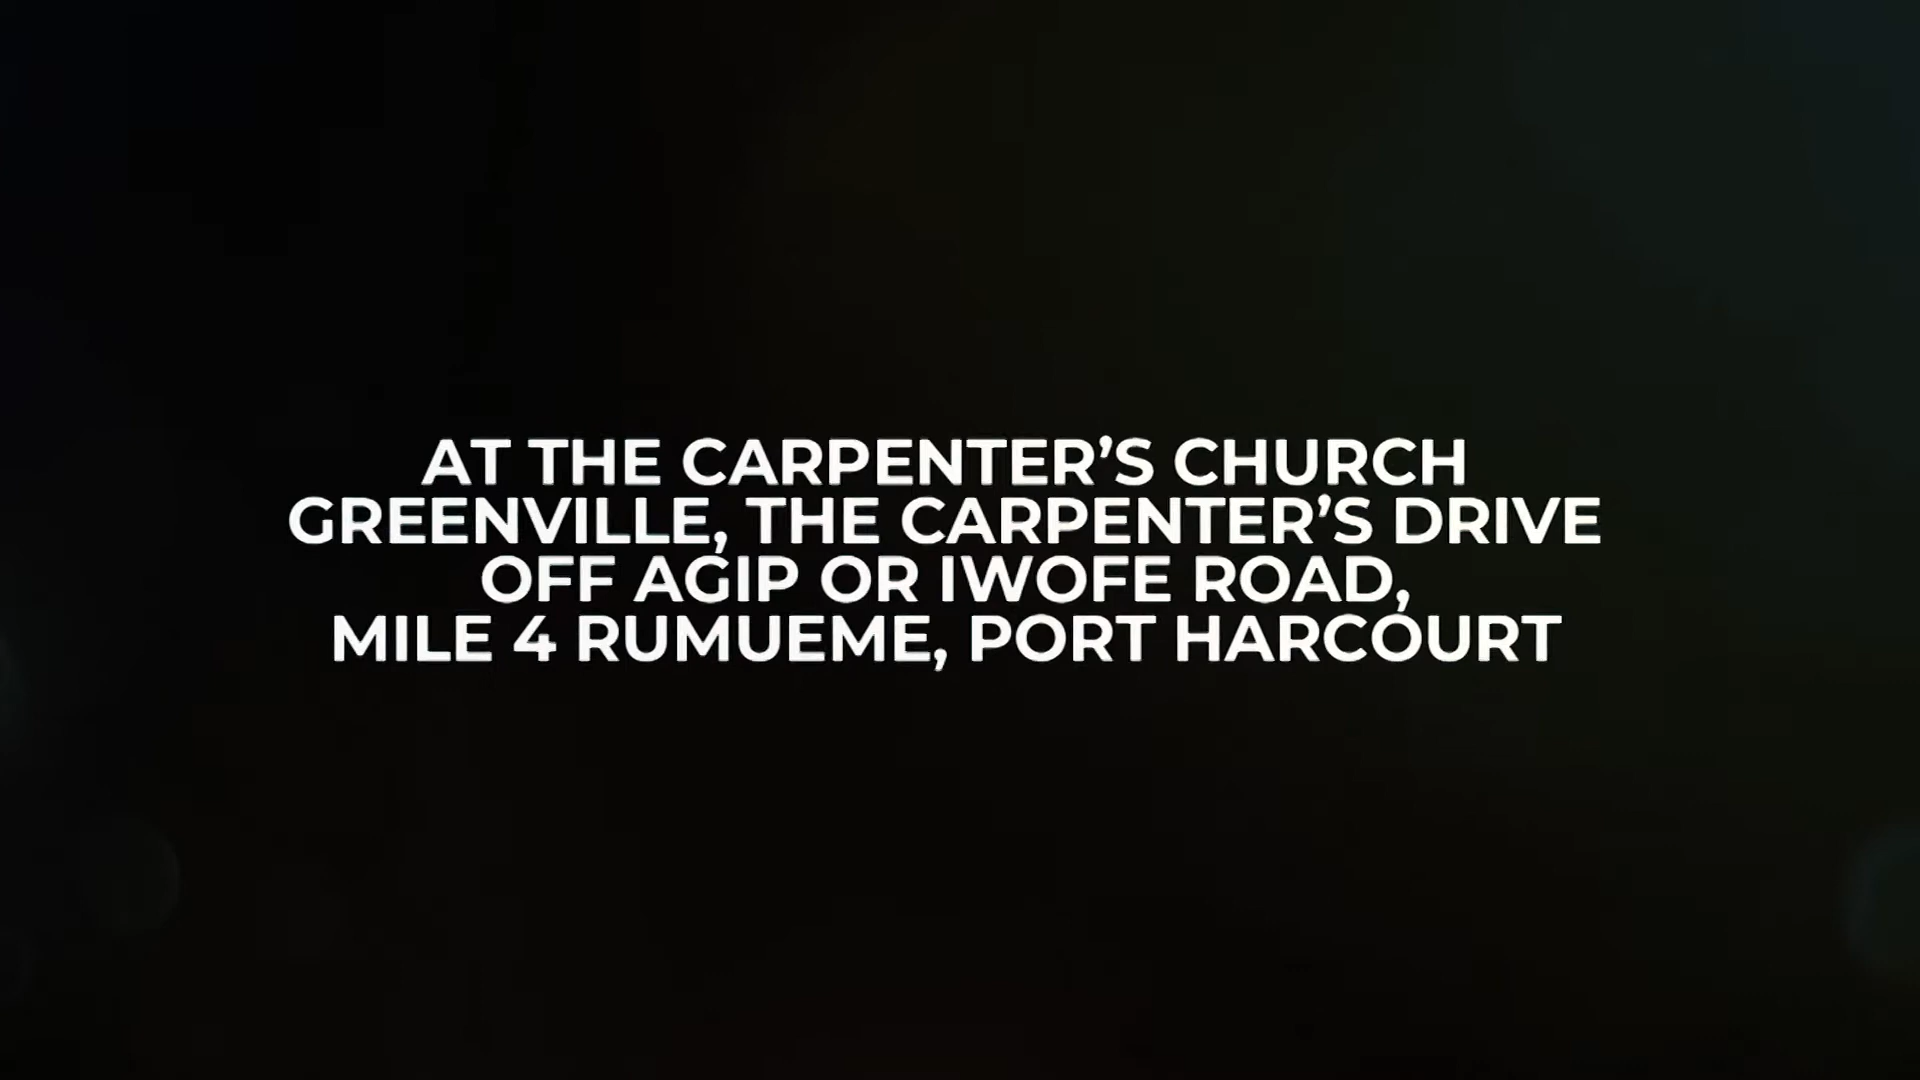 AT THE CARPENTER’S CHURCH
GREENVILLE, THE CARPENTER’S DRIVE
OFF AGIP OR IWOFE ROAD,
MILE 4 RUMUEME, PORT HARCOURT